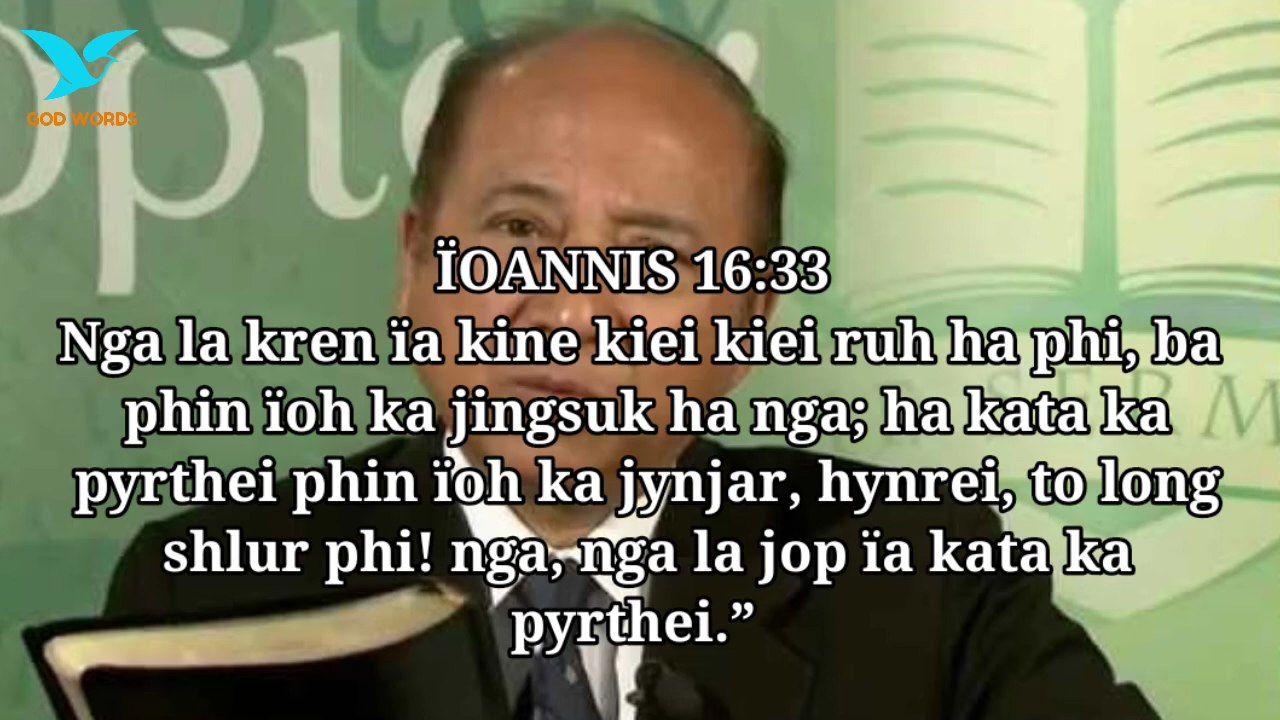 GOD WORDS
ÏOANNIS 16:33
Nga la kren ïa kine kiei kiei ruh ha phi, ba
phin ïoh ka jingsuk ha nga; ha kata ka
pyrthei phin ïoh ka jynjar, hynrei, to long
shlur phi! nga, nga la jop ïa kata ka
pyrthei.”